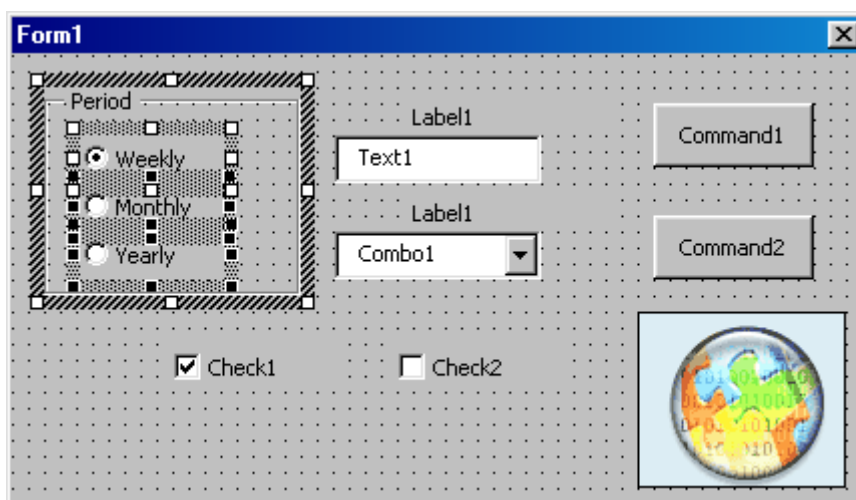 Form1
Period
Weekly
Monthly
Yearly
Label1
Text1
Label1
Combo1
Command1
Command2
Check1
Check2